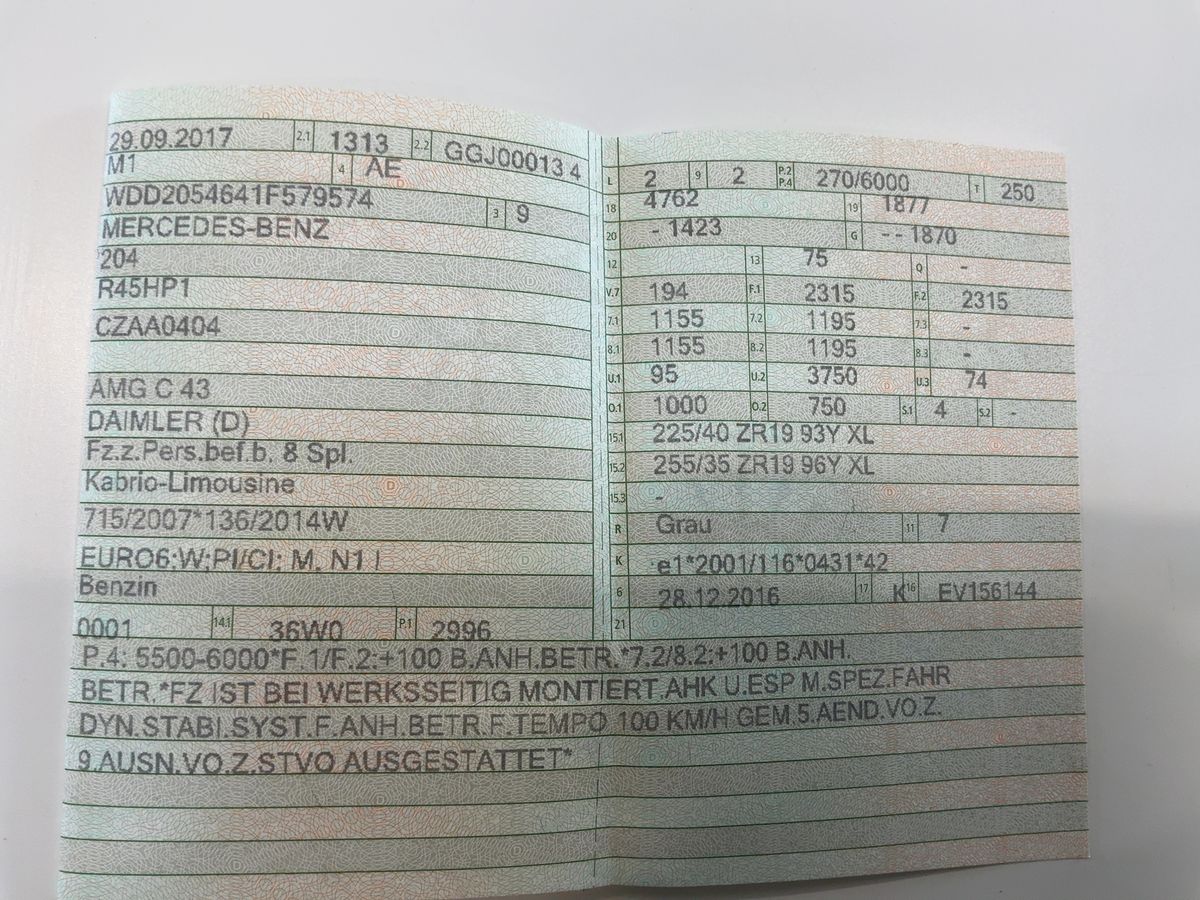 29.09.2017 2.1 1313 2.2 GGJ00013 4
M1 4 AE
WDD2054641F579574 3 9
MERCEDES-BENZ
204
R45HP1
CZAA0404
AMG C 43
DAIMLER (D)
Fz.z.Pers.bef.b. 8 Spl.
Kabrio-Limousine
715/2007*136/2014W
EURO6;W;PI/CI; M, N1 I
Benzin
0001 14.1 36W0 P.1 2996
L 2 9 2 P.2 P.4 270/6000 T 250
18 4762 19 1877
20 - 1423 G - - 1870
12 13 75 Q -
V.7 194 F.1 2315 F.2 2315
7.1 1155 7.2 1195 7.3 -
8.1 1155 8.2 1195 8.3 -
U.1 95 U.2 3750 U.3 74
O.1 1000 O.2 750 S.1 4 S.2 -
15.1 225/40 ZR19 93Y XL
15.2 255/35 ZR19 96Y XL
15.3 -
R Grau 11 7
K e1*2001/116*0431*42
6 28.12.2016 17 K 16 EV156144
21
P.4: 5500-6000*F.1/F.2:+100 B.ANH.BETR.*7.2/8.2:+100 B.ANH.
BETR.*FZ IST BEI WERKSSEITIG MONTIERT.AHK U.ESP M.SPEZ.FAHR
DYN.STABI.SYST.F.ANH.BETR.F.TEMPO 100 KM/H GEM.5.AEND.VO.Z.
9.AUSN.VO.Z.STVO AUSGESTATTET*